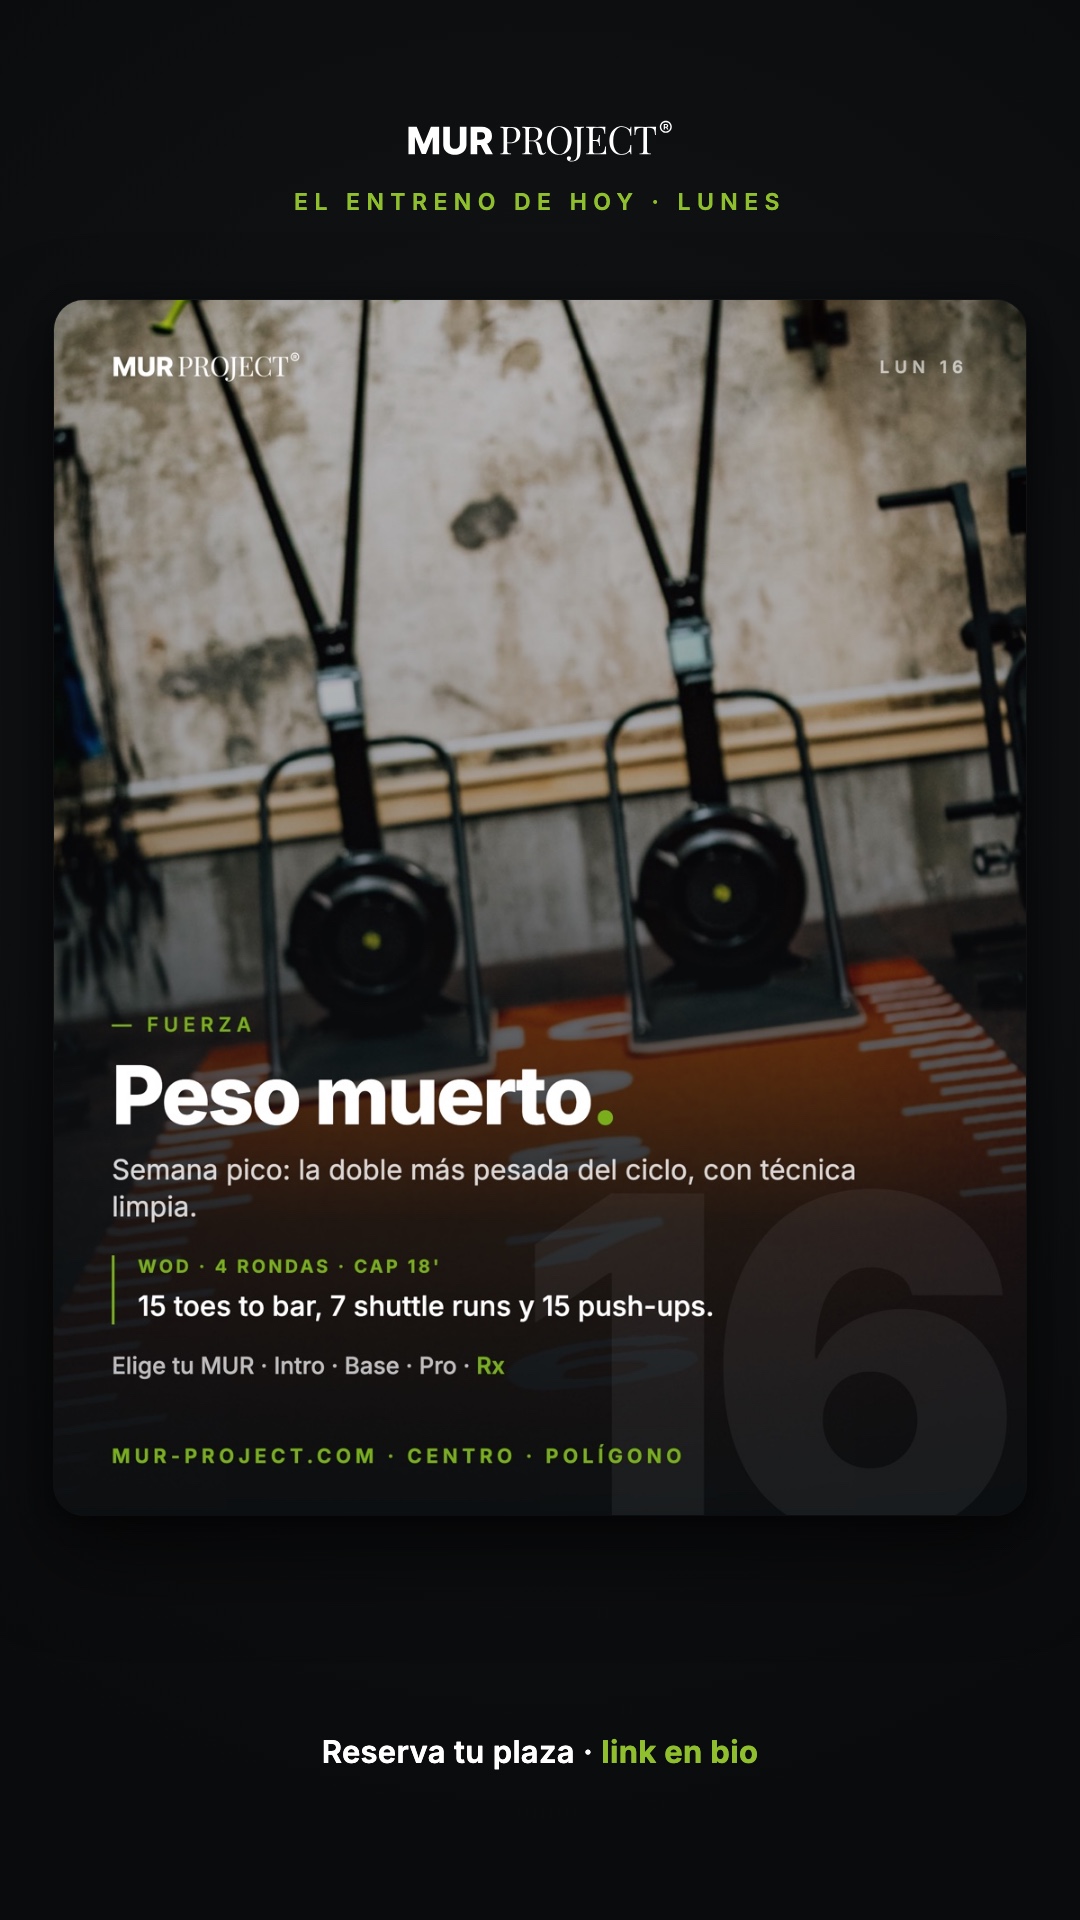 MUR PROJECT®
EL ENTRENO DE HOY · LUNES
MUR PROJECT®
LUN 16
— FUERZA
Peso muerto.
Semana pico: la doble más pesada del ciclo, con técnica
limpia.
WOD · 4 RONDAS · CAP 18'
15 toes to bar, 7 shuttle runs y 15 push-ups.
Elige tu MUR · Intro · Base · Pro · Rx
16
MUR-PROJECT.COM · CENTRO · POLÍGONO
Reserva tu plaza · link en bio